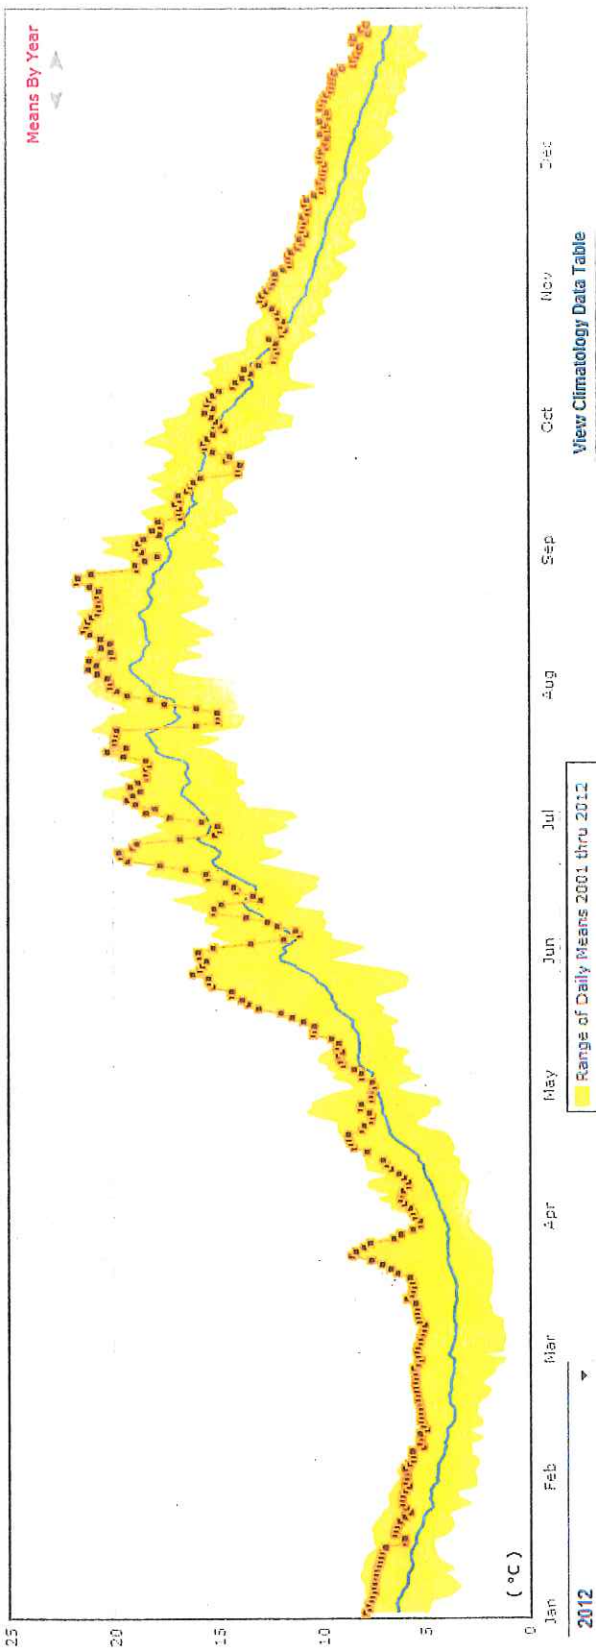 Means By Year
25
20
15
10
5
0
(°C)
Jan
Feb
Mar
Apr
May
Jun
Jul
Aug
Sep
Oct
Nov
Dec
2012
Range of Daily Means 2001 thru 2012
View Climatology Data Table